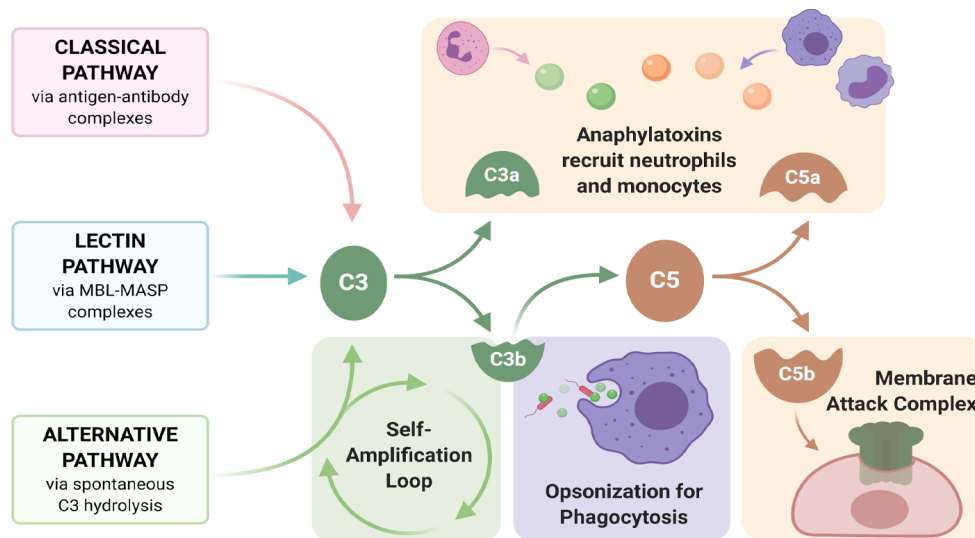 CLASSICAL
PATHWAY
via antigen-antibody
complexes
LECTIN
PATHWAY
via MBL-MASP
complexes
ALTERNATIVE
PATHWAY
via spontaneous
C3 hydrolysis
Anaphylatoxins
recruit neutrophils
and monocytes
C3a
C5a
C3
C5
C3b
C5b
Self-
Amplification
Loop
Opsonization for
Phagocytosis
Membrane
Attack Complex